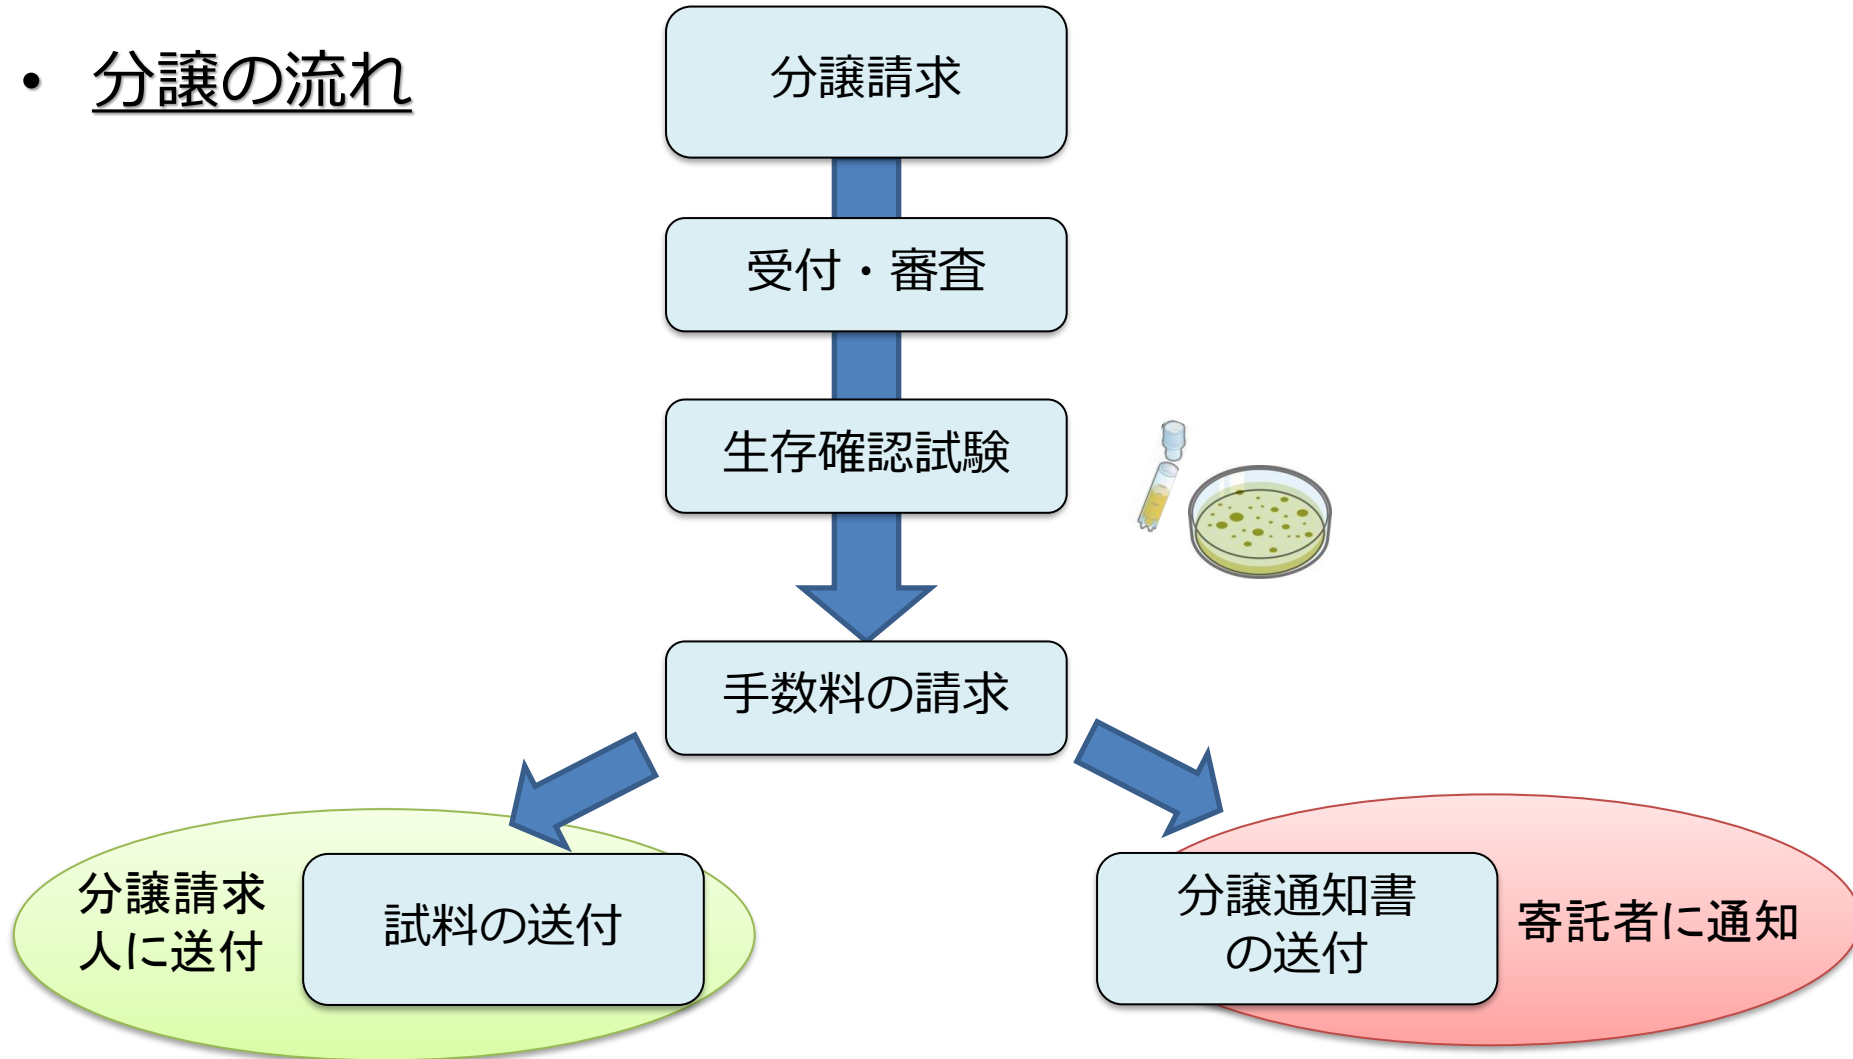 • 分譲の流れ
分譲請求
受付・審査
生存確認試験
手数料の請求
分譲請求
人に送付
試料の送付
分譲通知書
の送付
寄託者に通知